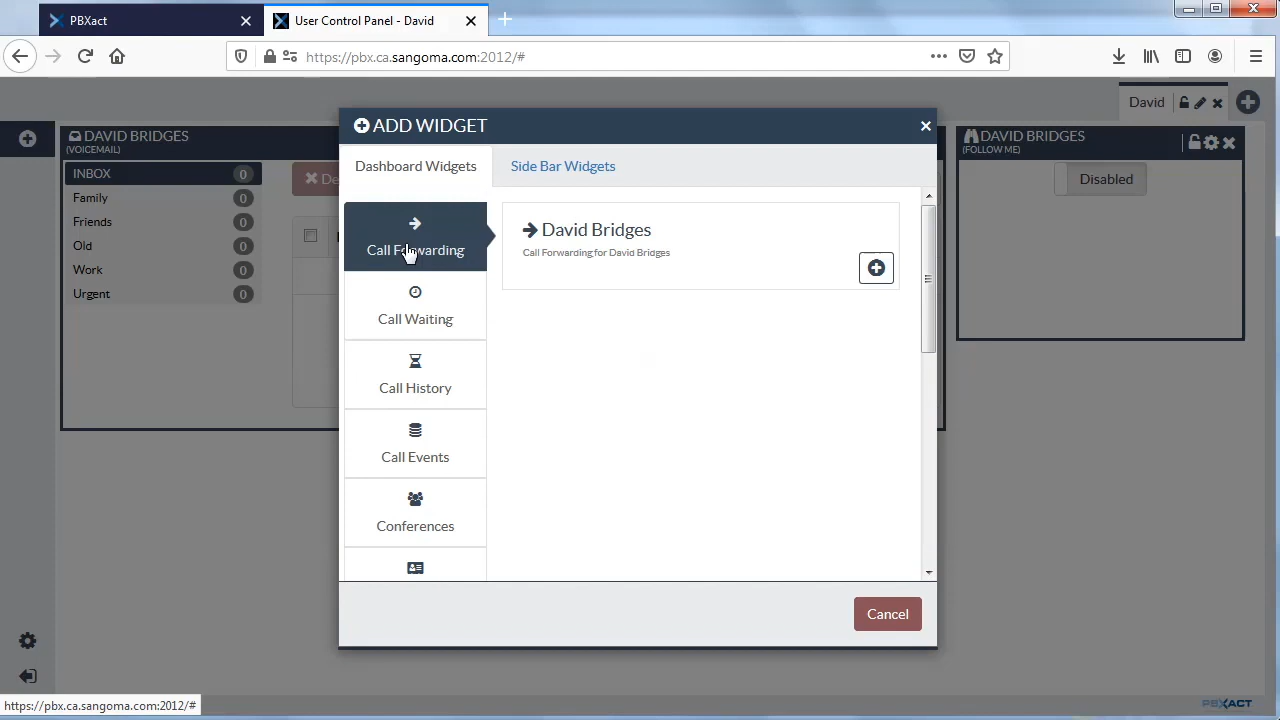 PBXact
User Control Panel - David
https://pbx.ca.sangoma.com:2012/#
David
DAVID BRIDGES
(VOICEMAIL)
INBOX 0
Family 0
Friends 0
Old 0
Work 0
Urgent 0
ADD WIDGET
Dashboard Widgets
Side Bar Widgets
Call Forwarding
Call Waiting
Call History
Call Events
Conferences
David Bridges
Call Forwarding for David Bridges
Cancel
DAVID BRIDGES
(FOLLOW ME)
Disabled
https://pbx.ca.sangoma.com:2012/#
PBXACT